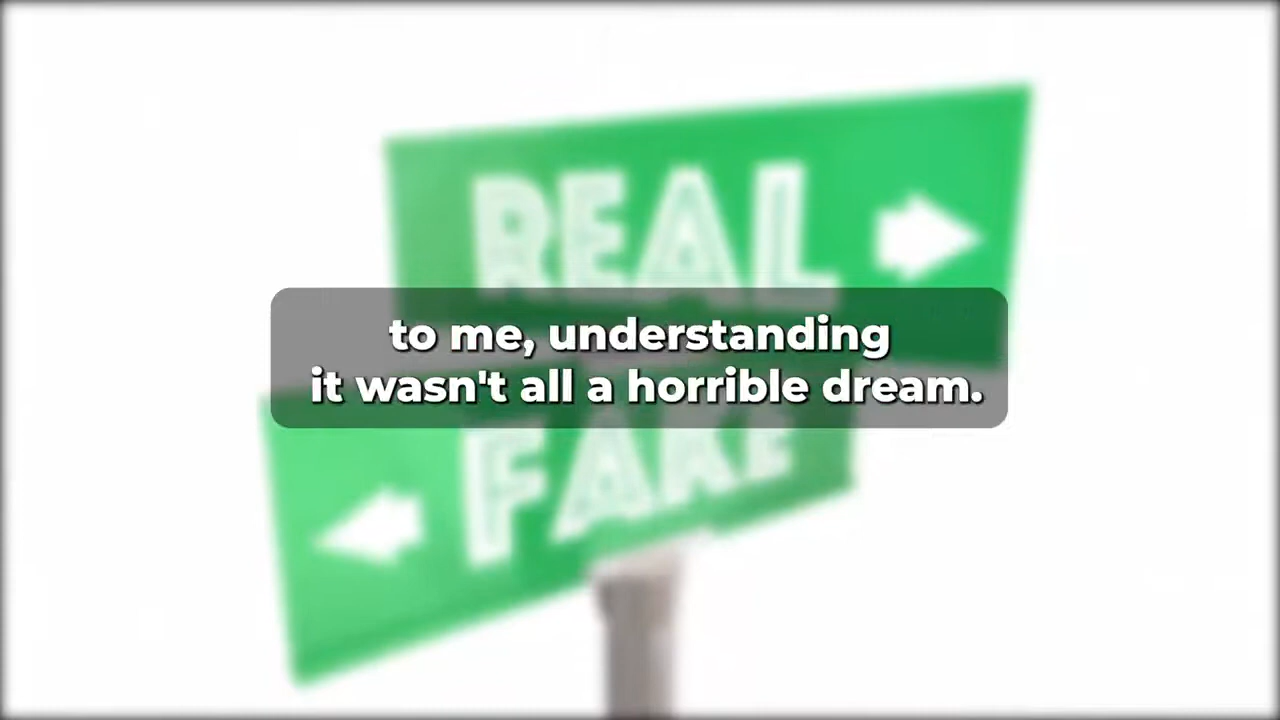 REAL
to me, understanding
it wasn't all a horrible dream.
FAKE